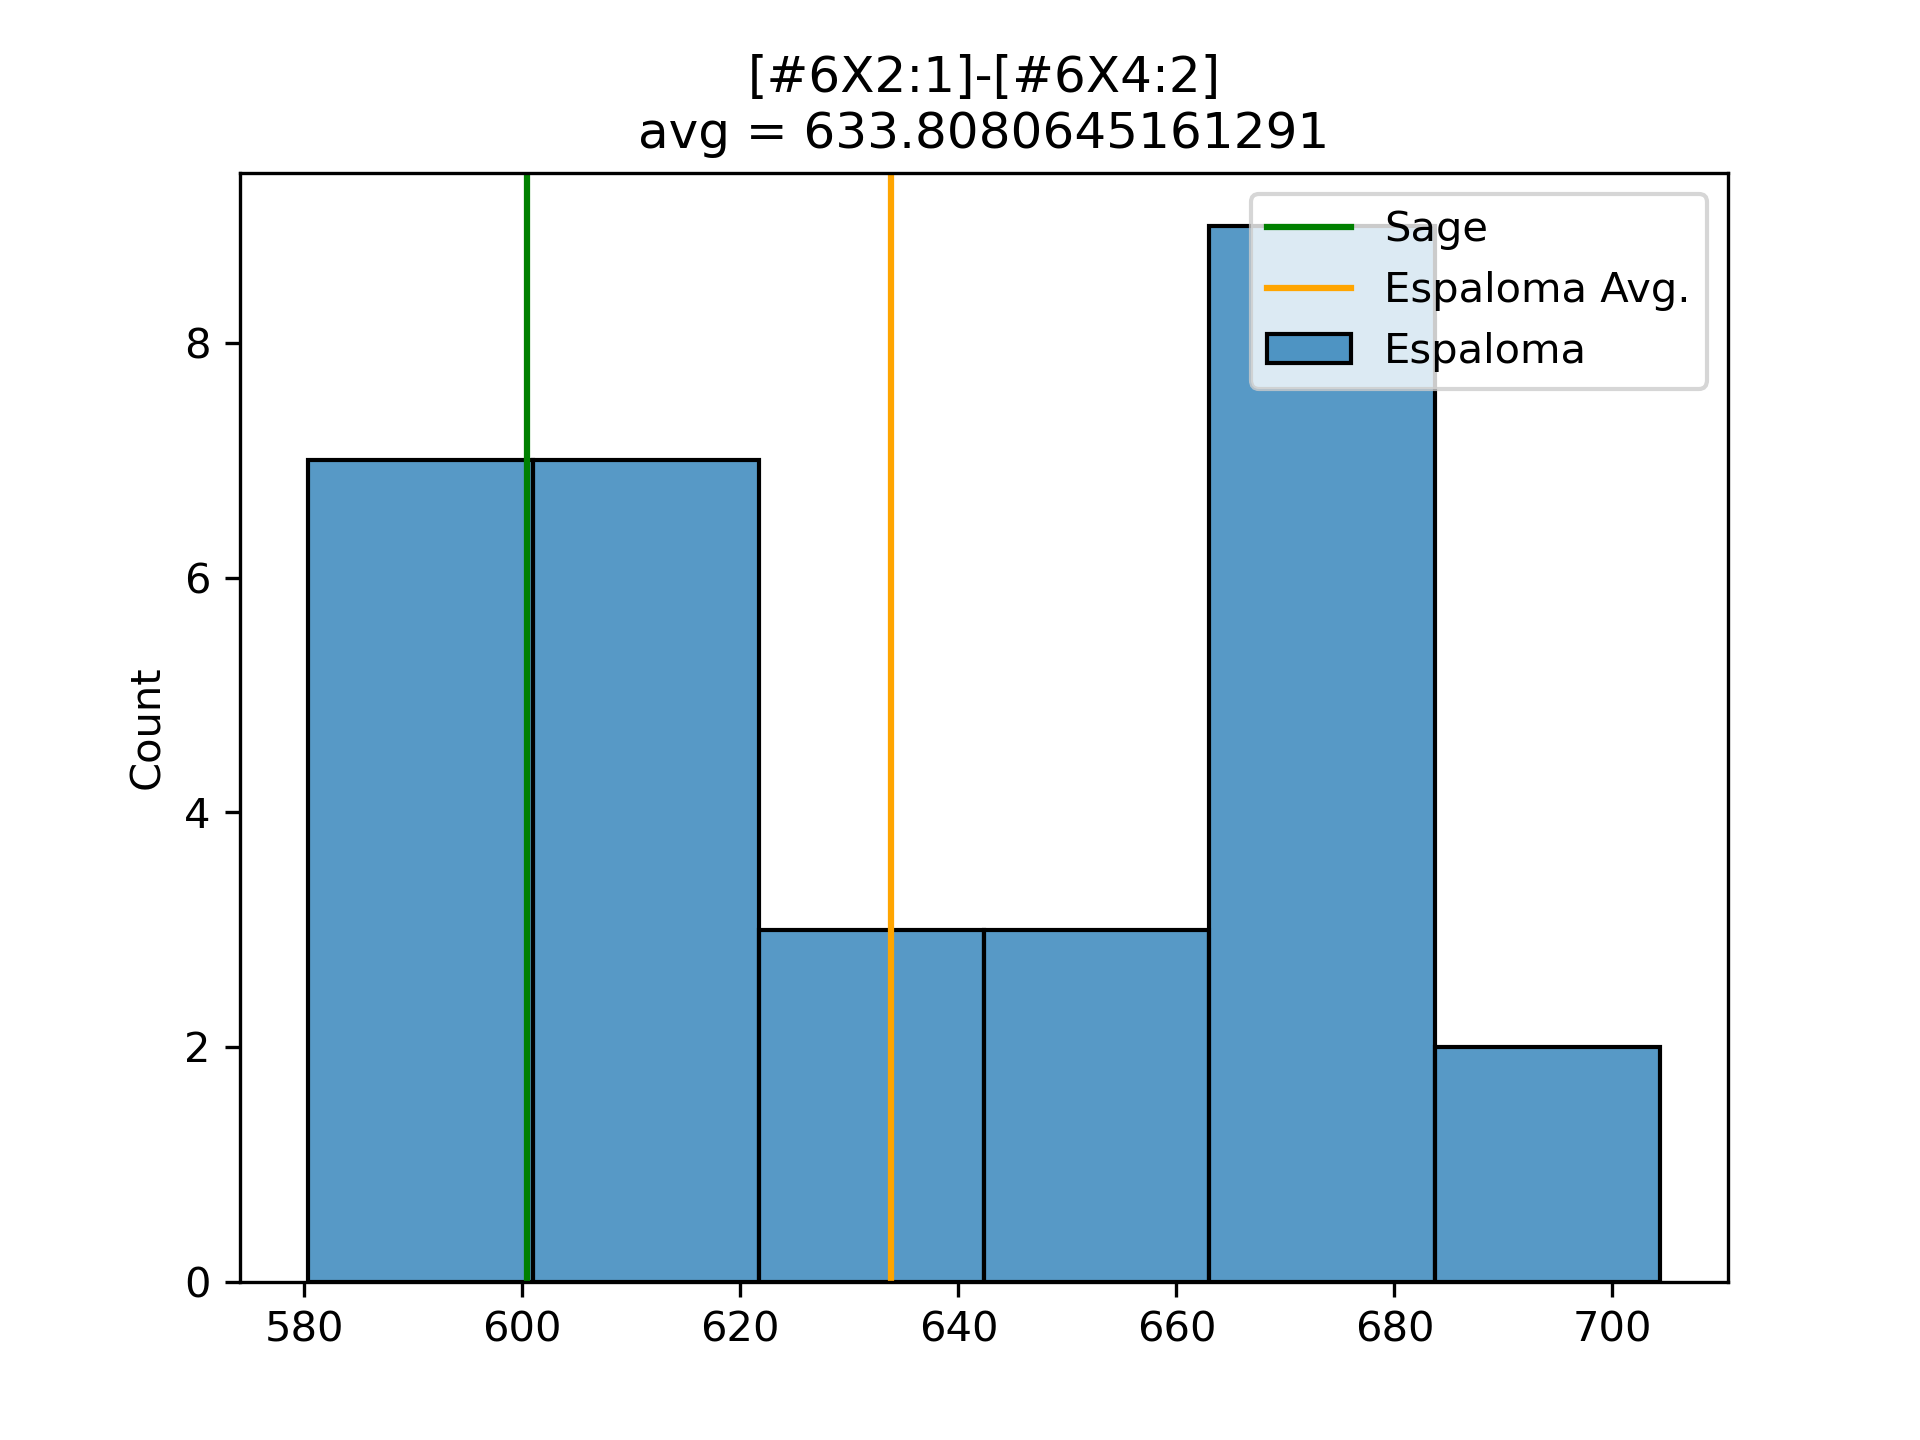 [#6X2:1]-[#6X4:2]
avg = 633.8080645161291
Sage
Espaloma Avg.
Espaloma
8
6
4
2
0
Count
580 600 620 640 660 680 700